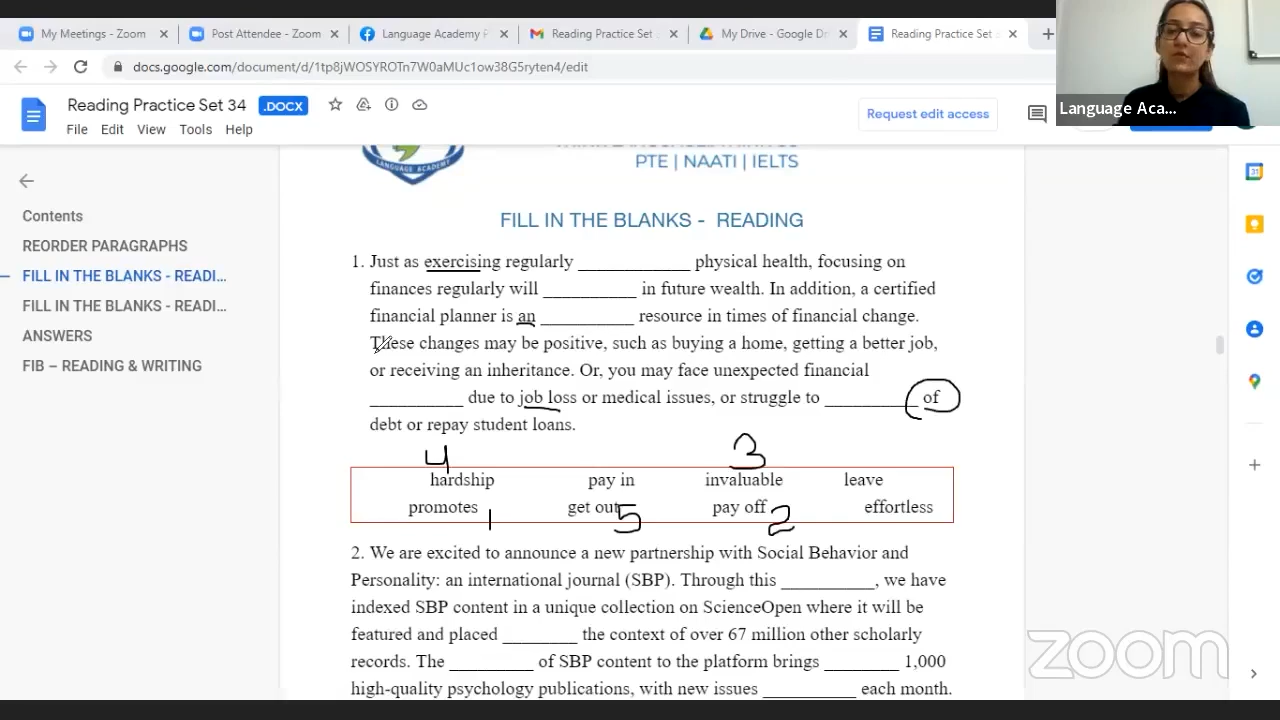 My Meetings - Zoom
Post Attendee - Zoom
Language Academy P
Reading Practice Set
My Drive - Google Dr
Reading Practice Set
docs.google.com/document/d/1tp8jWOSYROTn7W0aMUc1ow38G5ryten4/edit
Reading Practice Set 34 .DOCX
Request edit access
Language Aca...
File Edit View Tools Help
LANGUAGE ACADEMY
PTE | NAATI | IELTS
Contents
REORDER PARAGRAPHS
FILL IN THE BLANKS - READI...
FILL IN THE BLANKS - READI...
ANSWERS
FIB – READING & WRITING
31
FILL IN THE BLANKS - READING
1. Just as exercising regularly ____________ physical health, focusing on
finances regularly will __________ in future wealth. In addition, a certified
financial planner is an __________ resource in times of financial change.
These changes may be positive, such as buying a home, getting a better job,
or receiving an inheritance. Or, you may face unexpected financial
__________ due to job loss or medical issues, or struggle to __________ of
debt or repay student loans.
4 3
hardship pay in invaluable leave
promotes get out pay off effortless
1 5 2
2. We are excited to announce a new partnership with Social Behavior and
Personality: an international journal (SBP). Through this __________, we have
indexed SBP content in a unique collection on ScienceOpen where it will be
featured and placed ________ the context of over 67 million other scholarly
records. The _________ of SBP content to the platform brings ________ 1,000
high-quality psychology publications, with new issues __________ each month.
zoom